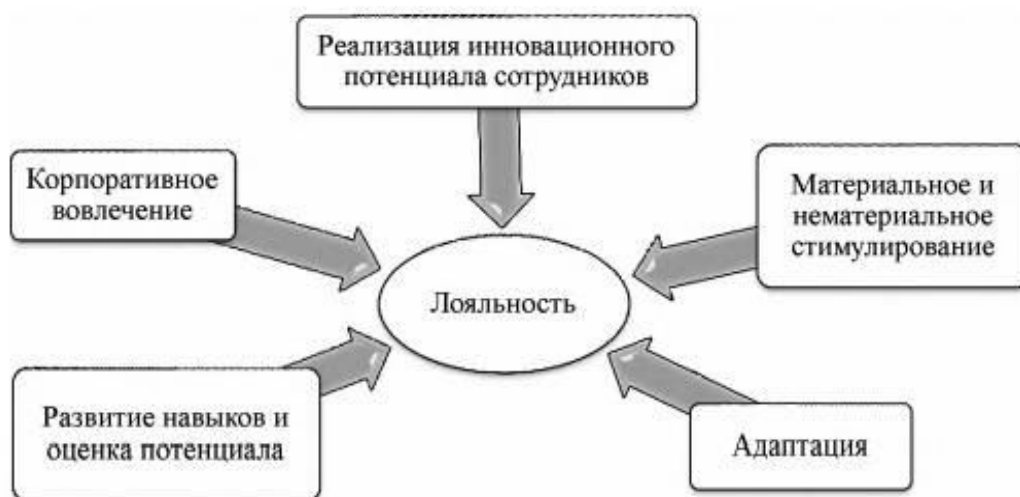 Реализация инновационного
потенциала сотрудников
Корпоративное
вовлечение
Материальное и
нематериальное
стимулирование
Лояльность
Развитие навыков и
оценка потенциала
Адаптация